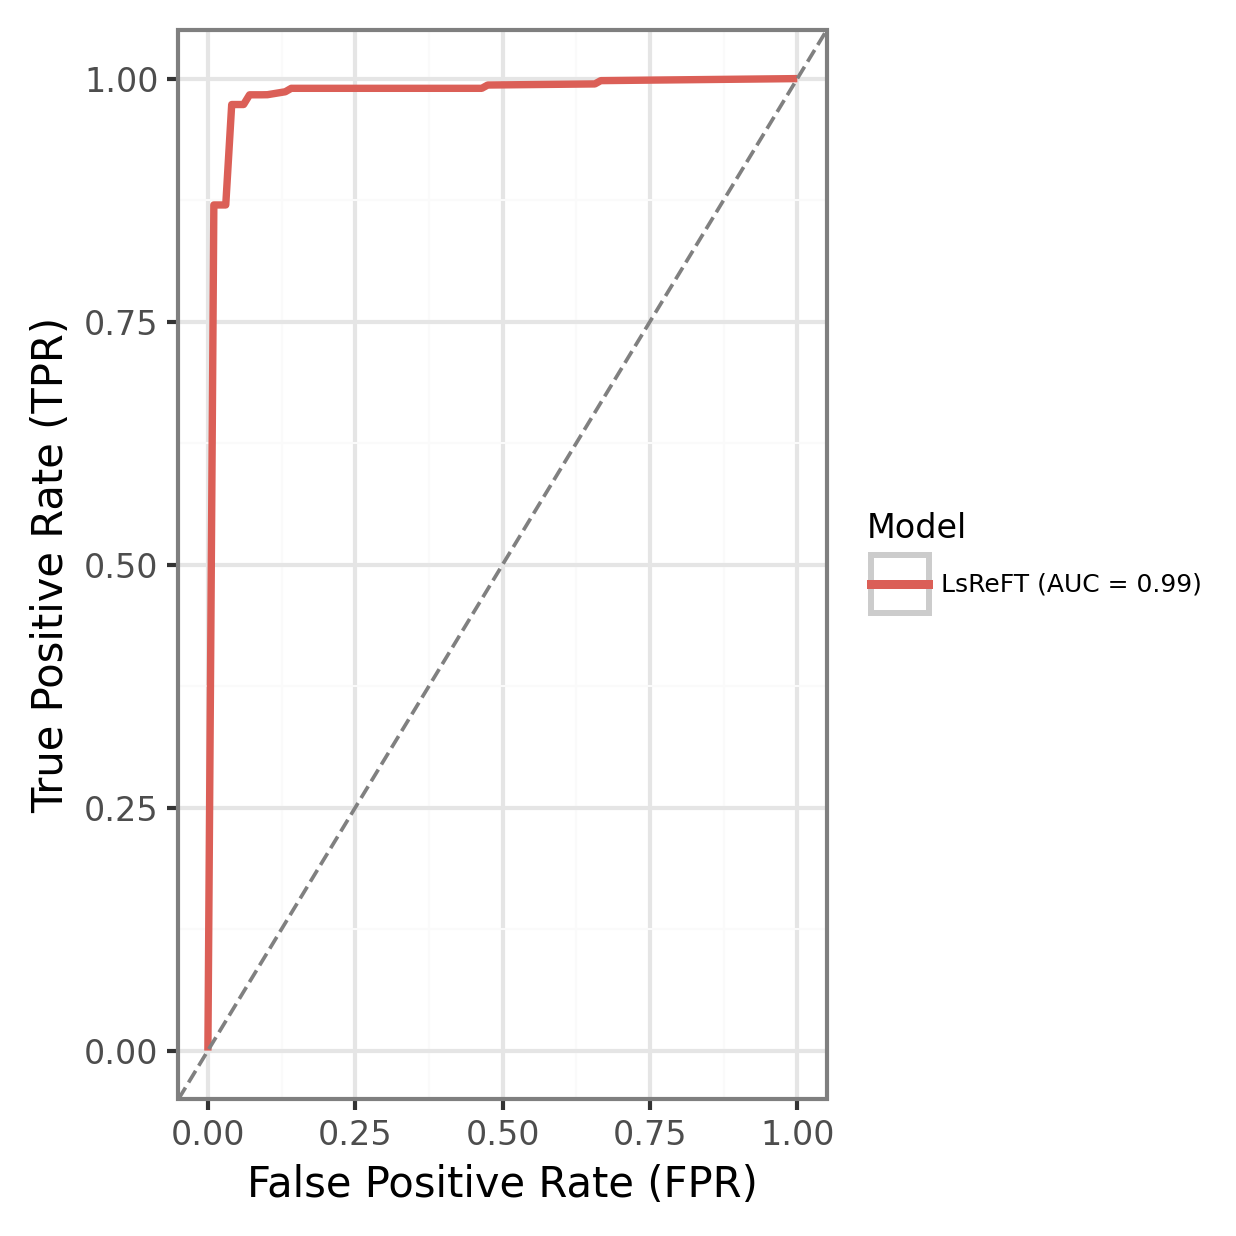 1.00
0.75
0.50
0.25
0.00
True Positive Rate (TPR)
0.00 0.25 0.50 0.75 1.00
False Positive Rate (FPR)
Model
LsReFT (AUC = 0.99)